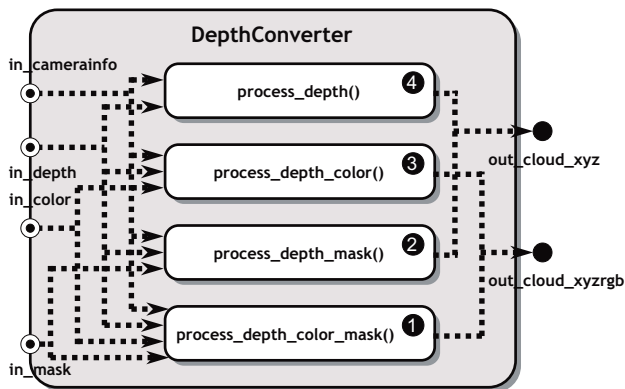 DepthConverter
in_camerainfo
process_depth()
4
in_depth
in_color
process_depth_color()
3
out_cloud_xyz
process_depth_mask()
2
out_cloud_xyzrgb
process_depth_color_mask()
1
in_mask